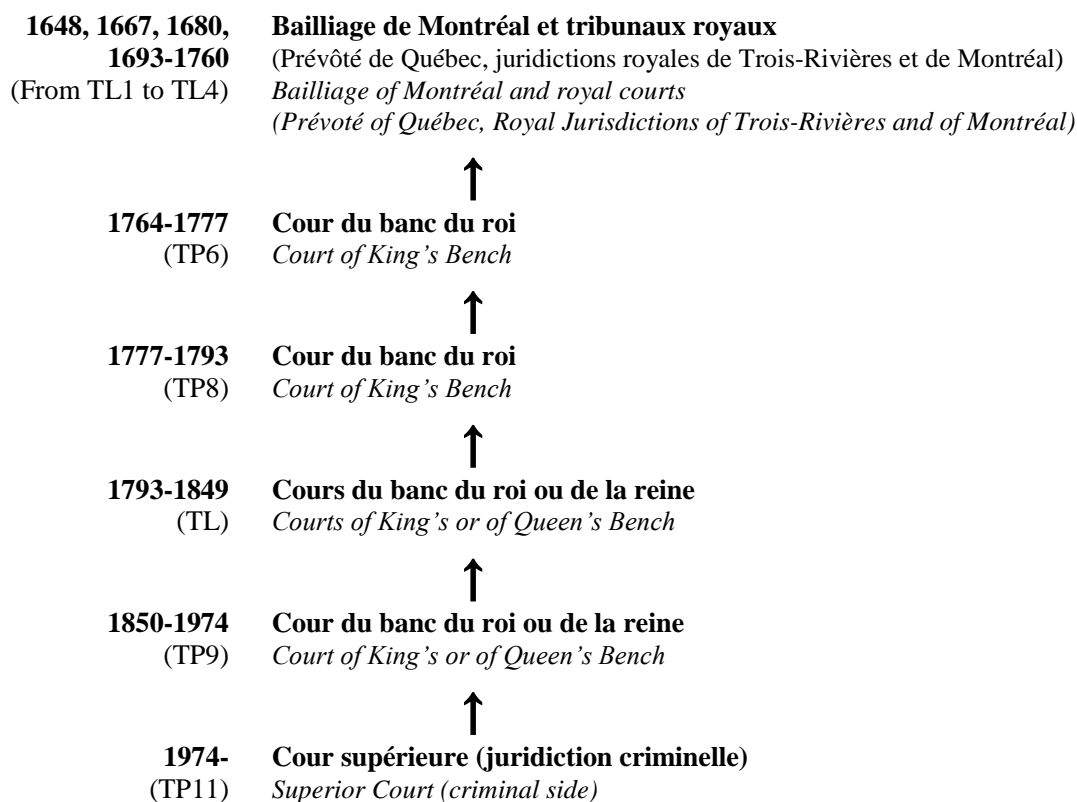 1648, 1667, 1680, Bailliage de Montréal et tribunaux royaux
1693-1760 (Prévôté de Québec, juridictions royales de Trois-Rivières et de Montréal)
(From TL1 to TL4) Bailliage of Montréal and royal courts
(Prévoté of Québec, Royal Jurisdictions of Trois-Rivières and of Montréal)
↑
1764-1777 Cour du banc du roi
(TP6) Court of King’s Bench
↑
1777-1793 Cour du banc du roi
(TP8) Court of King’s Bench
↑
1793-1849 Cours du banc du roi ou de la reine
(TL) Courts of King’s or of Queen’s Bench
↑
1850-1974 Cour du banc du roi ou de la reine
(TP9) Court of King’s or of Queen’s Bench
↑
1974- Cour supérieure (juridiction criminelle)
(TP11) Superior Court (criminal side)